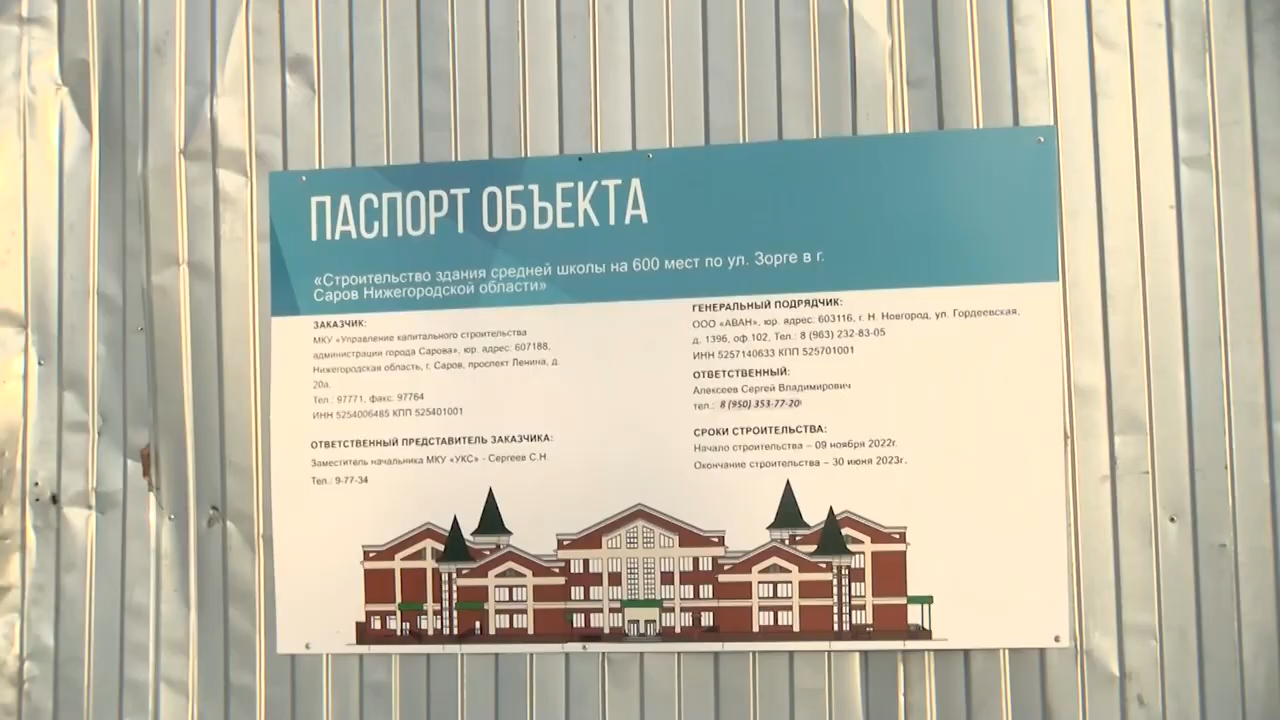 ПАСПОРТ ОБЪЕКТА
«Строительство здания средней школы на 600 мест по ул. Зорге в г.
Саров Нижегородской области»
ЗАКАЗЧИК:
МКУ «Управление капитального строительства
администрации города Сарова», юр. адрес: 607188,
Нижегородская область, г. Саров, проспект Ленина, д.
20а.
Тел.: 97771, факс: 97764
ИНН 5254006485 КПП 525401001
ОТВЕТСТВЕННЫЙ ПРЕДСТАВИТЕЛЬ ЗАКАЗЧИКА:
Заместитель начальника МКУ «УКС» - Сергеев С.Н.
Тел.: 9-77-34
ГЕНЕРАЛЬНЫЙ ПОДРЯДЧИК:
ООО «АВАН», юр. адрес: 603116, г. Н. Новгород, ул. Гордеевская,
д. 139б, оф.102, Тел.: 8 (963) 232-83-05
ИНН 5257140633 КПП 525701001
ОТВЕТСТВЕННЫЙ:
Алексеев Сергей Владимирович
тел.: 8 (950) 353-77-20
СРОКИ СТРОИТЕЛЬСТВА:
Начало строительства – 09 ноября 2022г.
Окончание строительства – 30 июня 2023г.